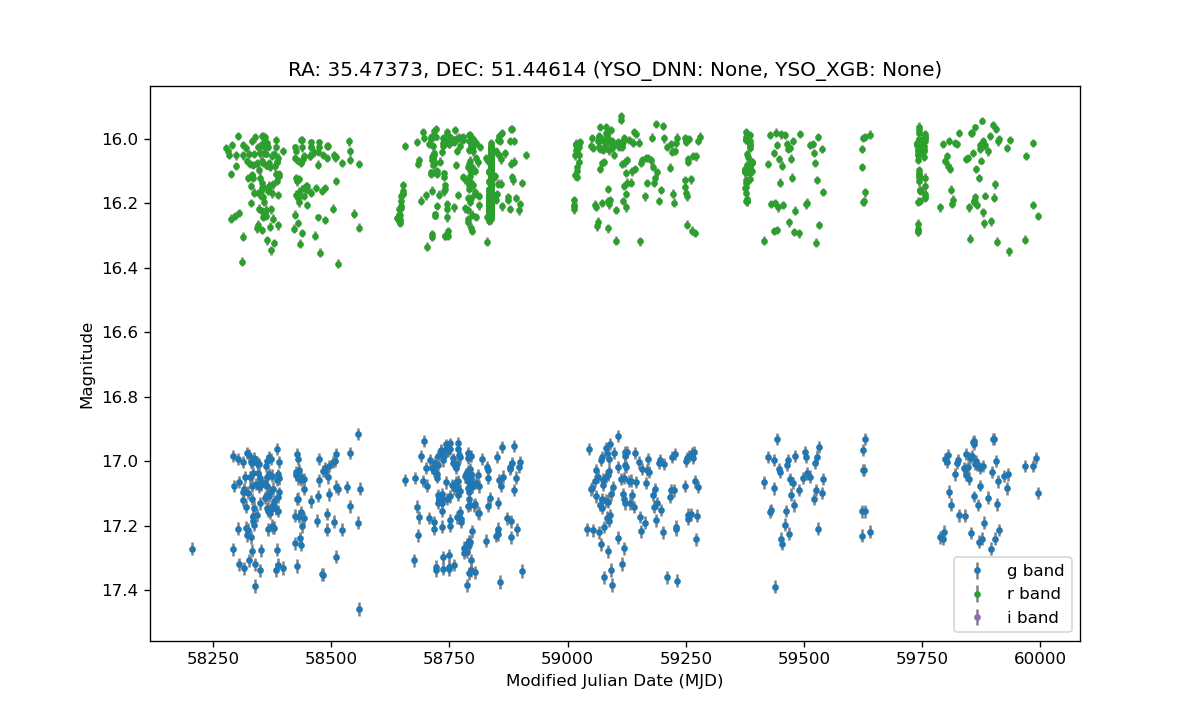 RA: 35.47373, DEC: 51.44614 (YSO_DNN: None, YSO_XGB: None)
16.0
16.2
16.4
16.6
16.8
17.0
17.2
17.4
Magnitude
g band
r band
i band
58250 58500 58750 59000 59250 59500 59750 60000
Modified Julian Date (MJD)